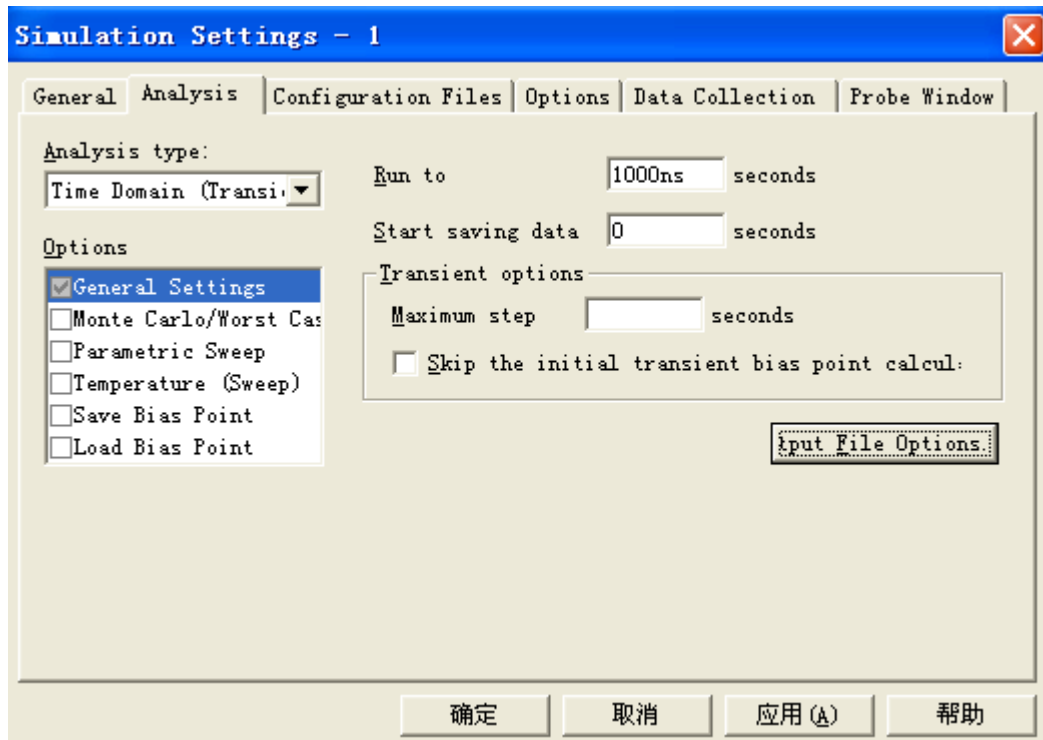 Simulation Settings - 1
General Analysis Configuration Files Options Data Collection Probe Window
Analysis type:
Time Domain (Transi
Run to 1000ns seconds
Start saving data 0 seconds
Options
General Settings
Monte Carlo/Worst Cas
Parametric Sweep
Temperature (Sweep)
Save Bias Point
Load Bias Point
Transient options
Maximum step seconds
Skip the initial transient bias point calcul
tput File Options.
确定 取消 应用(A) 帮助